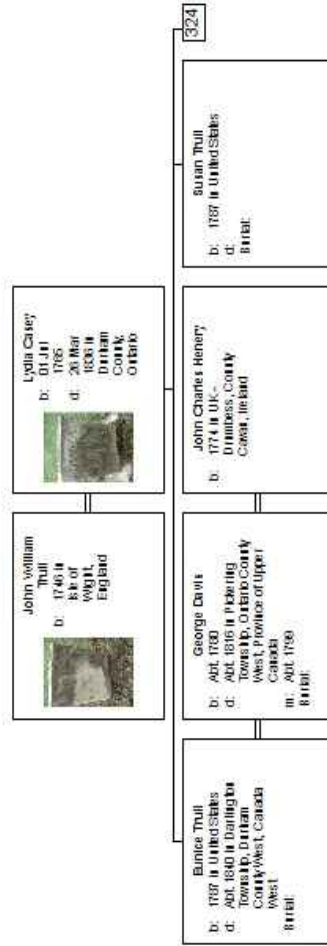 John William
Trull
b: 1746 in
Isle of
Wight,
England
Lydia Casey
b: 01 Jul
1765
d: 26 Mar
1836 in
Durham
County,
Ontario
324
Eunice Trull
b: 1787 in United States
d: Abt. 1840 in Darlington
Township, Durham
County West, Canada
West
Burial:
George Davis
b: Abt. 1780
d: Abt. 1816 in Pickering
Township, Ontario County
West, Province of Upper
Canada
m: Abt. 1799
Burial:
John Charles Henery
b: 1774 in UK -
Drumbess, County
Cavan, Ireland
Susan Trull
b: 1787 in United States
d:
Burial: